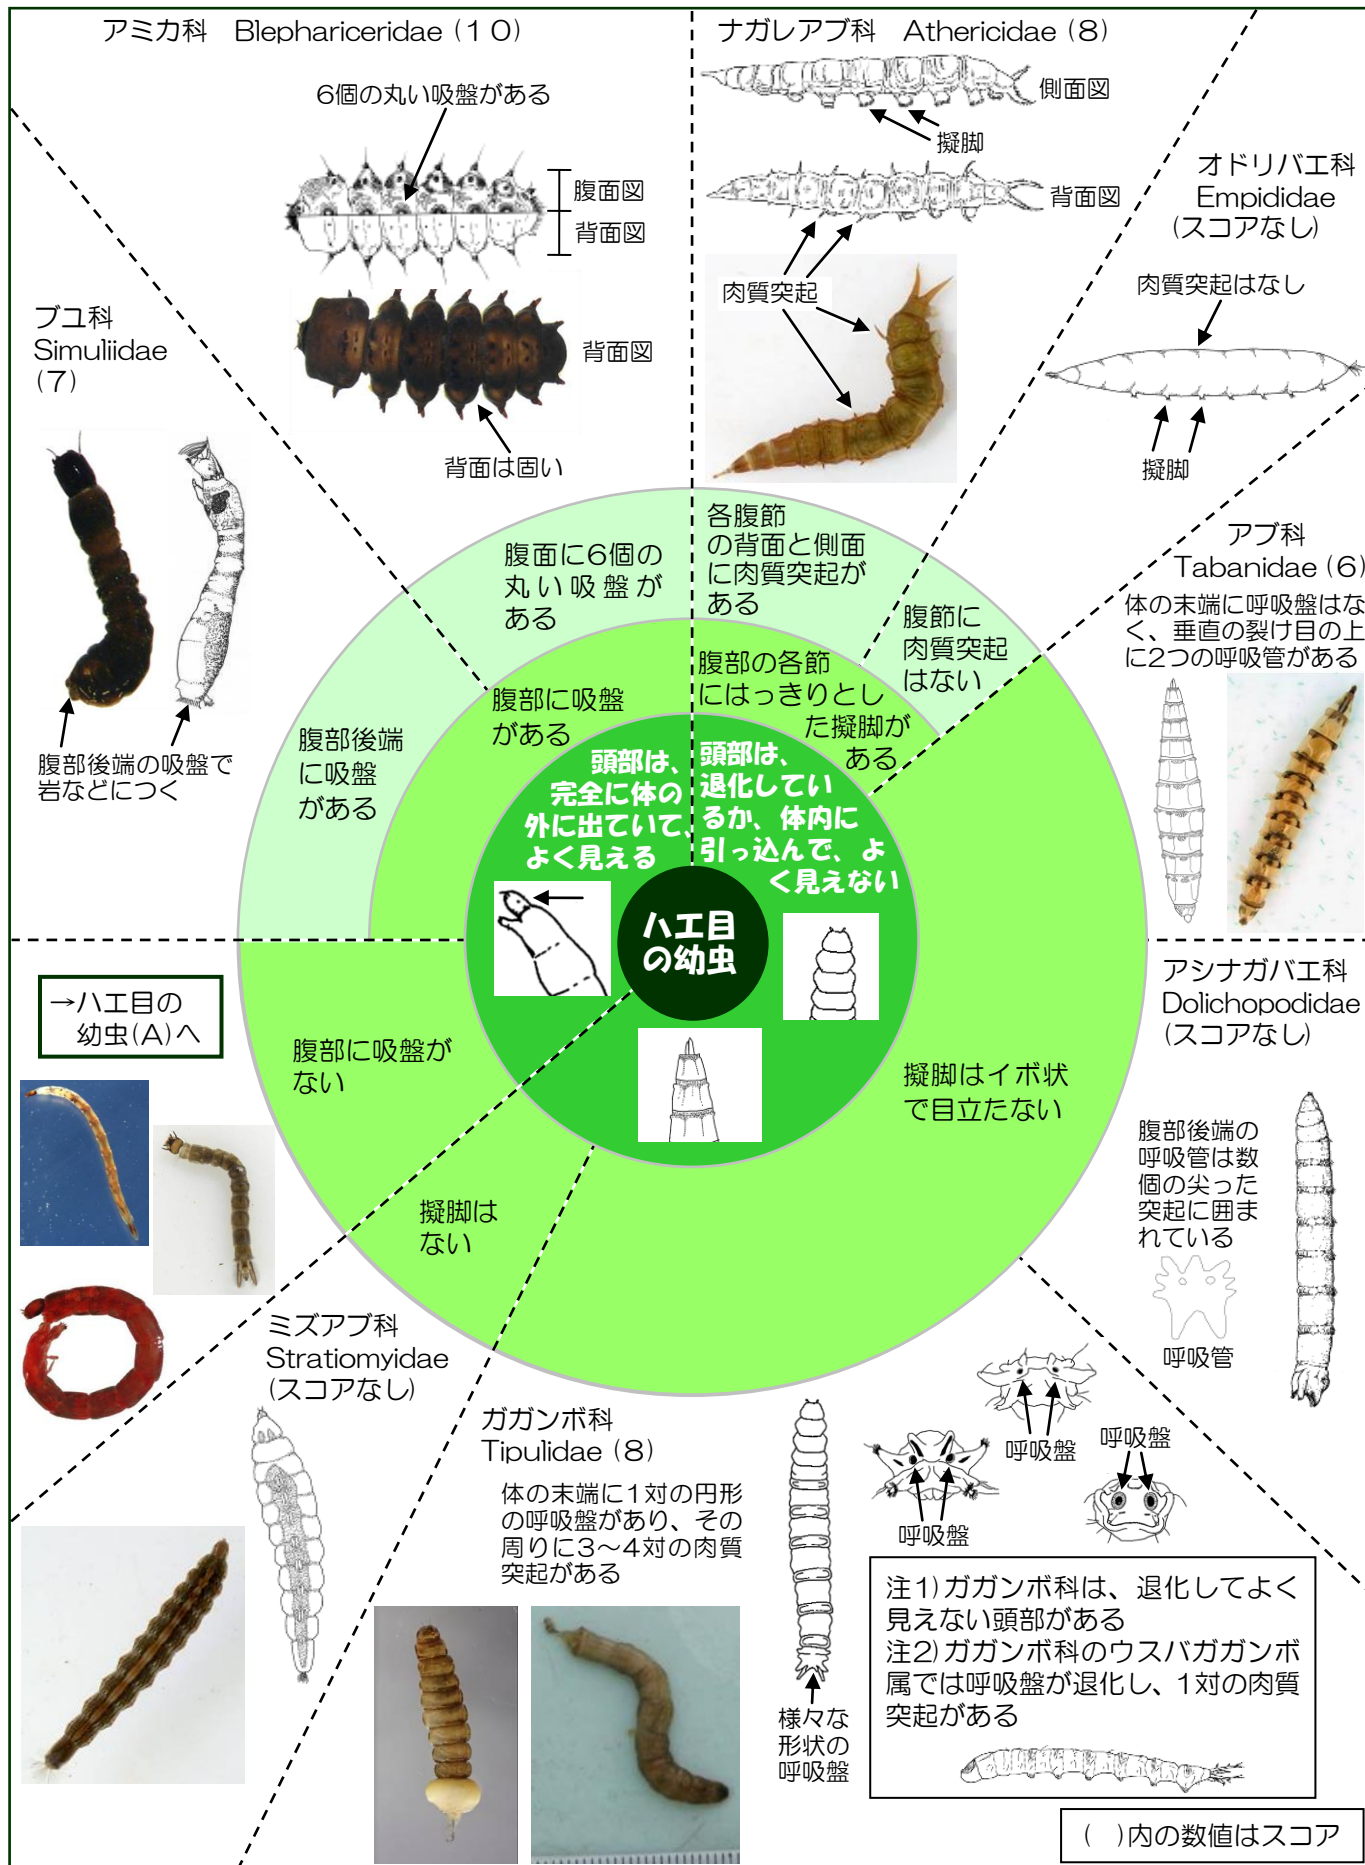 アミカ科 Blephariceridae (10)
6個の丸い吸盤がある
腹面図
背面図
背面図
背面は固い
ナガレアブ科 Athericidae (8)
側面図
擬脚
背面図
肉質突起
オドリバエ科
Empididae
(スコアなし)
肉質突起はなし
擬脚
ブユ科
Simuliidae
(7)
腹部後端の吸盤で
岩などにつく
アブ科
Tabanidae (6)
体の末端に呼吸盤はな
く、垂直の裂け目の上
に2つの呼吸管がある
腹面に6個の
丸い吸盤が
ある
各腹節
の背面と側面
に肉質突起が
ある
腹節に
肉質突起
はない
腹部後端
に吸盤
がある
腹部に吸盤
がある
腹部の各節
にはっきりとし
た擬脚が
ある
頭部は、
完全に体の
外に出ていて、
よく見える
頭部は、
退化してい
るか、体内に
引っ込んで、よ
く見えない
ハエ目
の幼虫
→ハエ目の
幼虫(A)へ
腹部に吸盤が
ない
擬脚は
ない
擬脚はイボ状
で目立たない
アシナガバエ科
Dolichopodidae
(スコアなし)
腹部後端の
呼吸管は数
個の尖った
突起に囲ま
れている
呼吸管
ミズアブ科
Stratiomyidae
(スコアなし)
ガガンボ科
Tipulidae (8)
体の末端に1対の円形
の呼吸盤があり、その
周りに3～4対の肉質
突起がある
呼吸盤
呼吸盤
呼吸盤
様々な
形状の
呼吸盤
注1)ガガンボ科は、退化してよく
見えない頭部がある
注2)ガガンボ科のウスバガガンボ
属では呼吸盤が退化し、1対の肉質
突起がある
( )内の数値はスコア